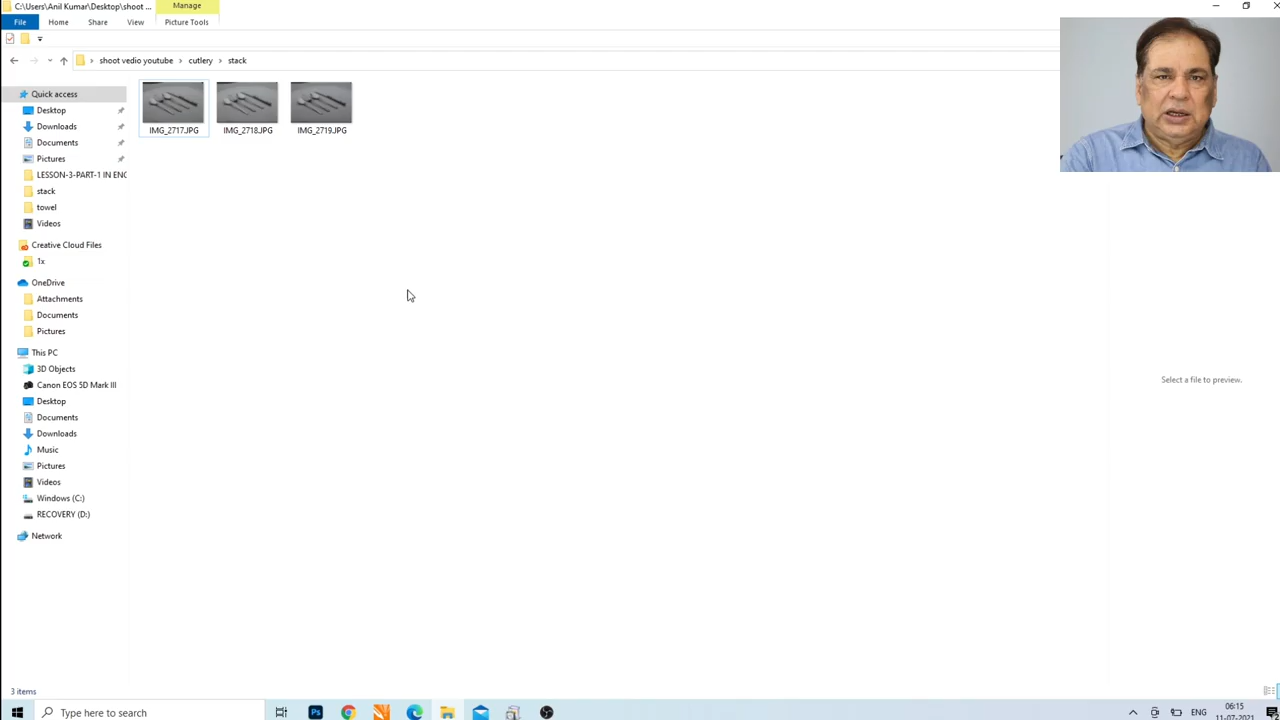 C:\Users\Anil Kumar\Desktop\shoot ...
Manage
File
Home
Share
View
Picture Tools
shoot vedio youtube > cutlery > stack
Quick access
Desktop
Downloads
Documents
Pictures
LESSON-3-PART-1 IN ENG
stack
towel
Videos
Creative Cloud Files
1x
OneDrive
Attachments
Documents
Pictures
This PC
3D Objects
Canon EOS 5D Mark III
Desktop
Documents
Downloads
Music
Pictures
Videos
Windows (C:)
RECOVERY (D:)
Network
IMG_2717.JPG
IMG_2718.JPG
IMG_2719.JPG
Select a file to preview.
3 items
Type here to search
Ps
ENG
06:15
11-07-2021